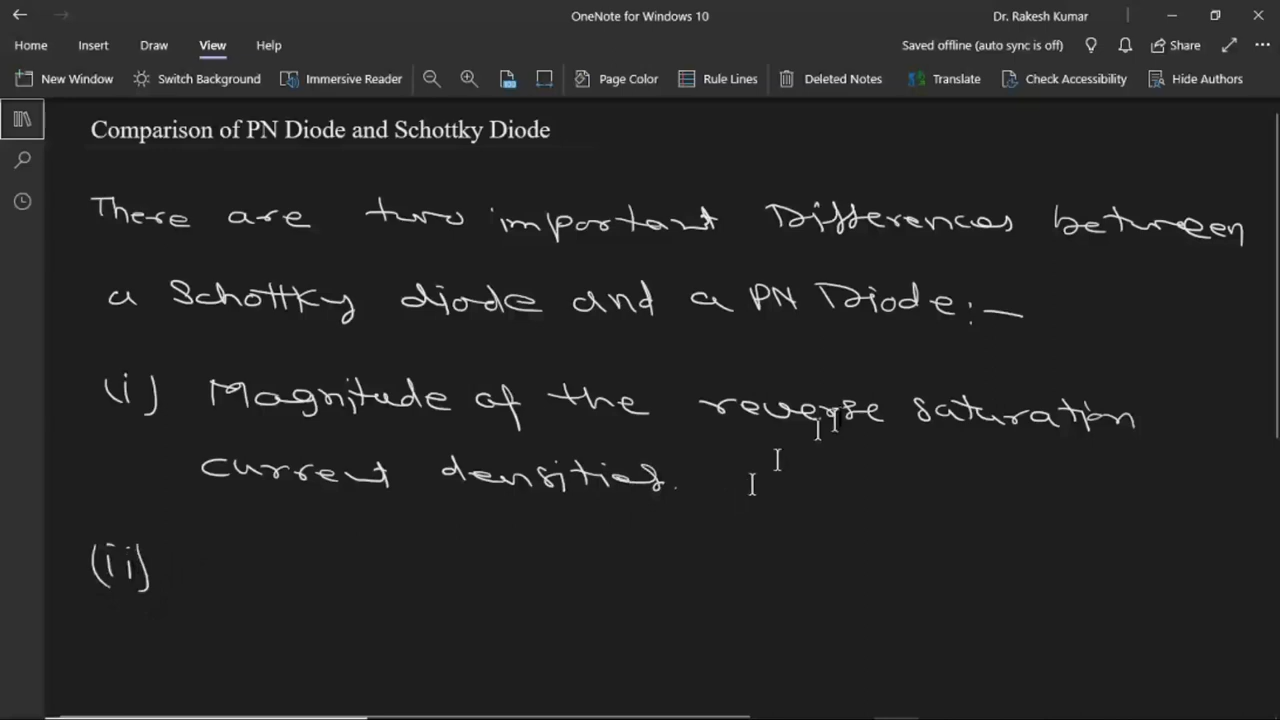 OneNote for Windows 10
Dr. Rakesh Kumar
Home Insert Draw View Help
Saved offline (auto sync is off) Share
New Window Switch Background Immersive Reader Page Color Rule Lines Deleted Notes Translate Check Accessibility Hide Authors
Comparison of PN Diode and Schottky Diode
There are two important Differences between
a Schottky diode and a PN Diode:—
(i) Magnitude of the reverse saturation
current densities.
(ii)